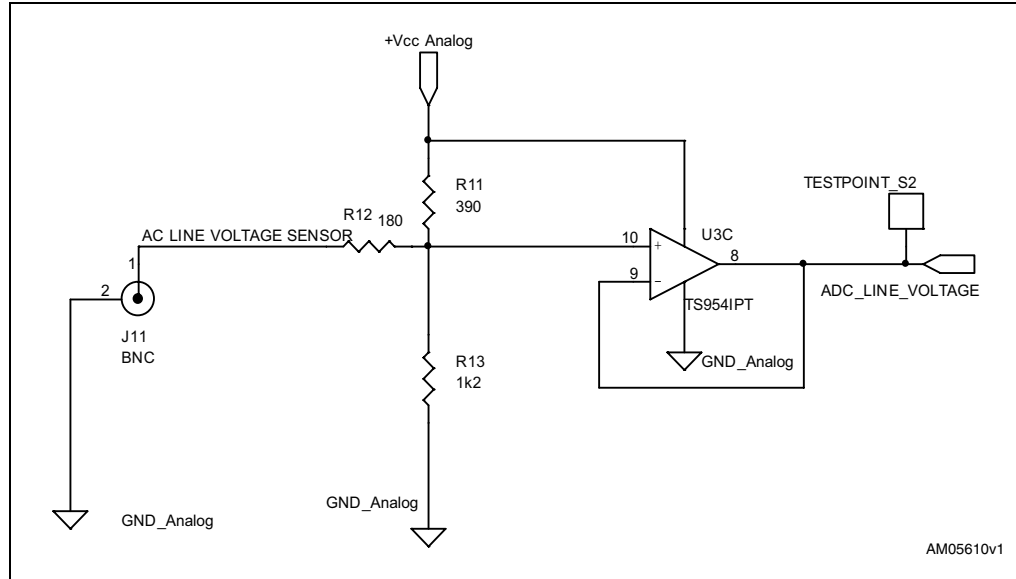 +Vcc Analog
R11
390
TESTPOINT_S2
R12 180
AC LINE VOLTAGE SENSOR
10
U3C
+
8
9
-
1
2
ADC_LINE_VOLTAGE
TS954IPT
J11
BNC
GND_Analog
R13
1k2
GND_Analog
GND_Analog
AM05610v1